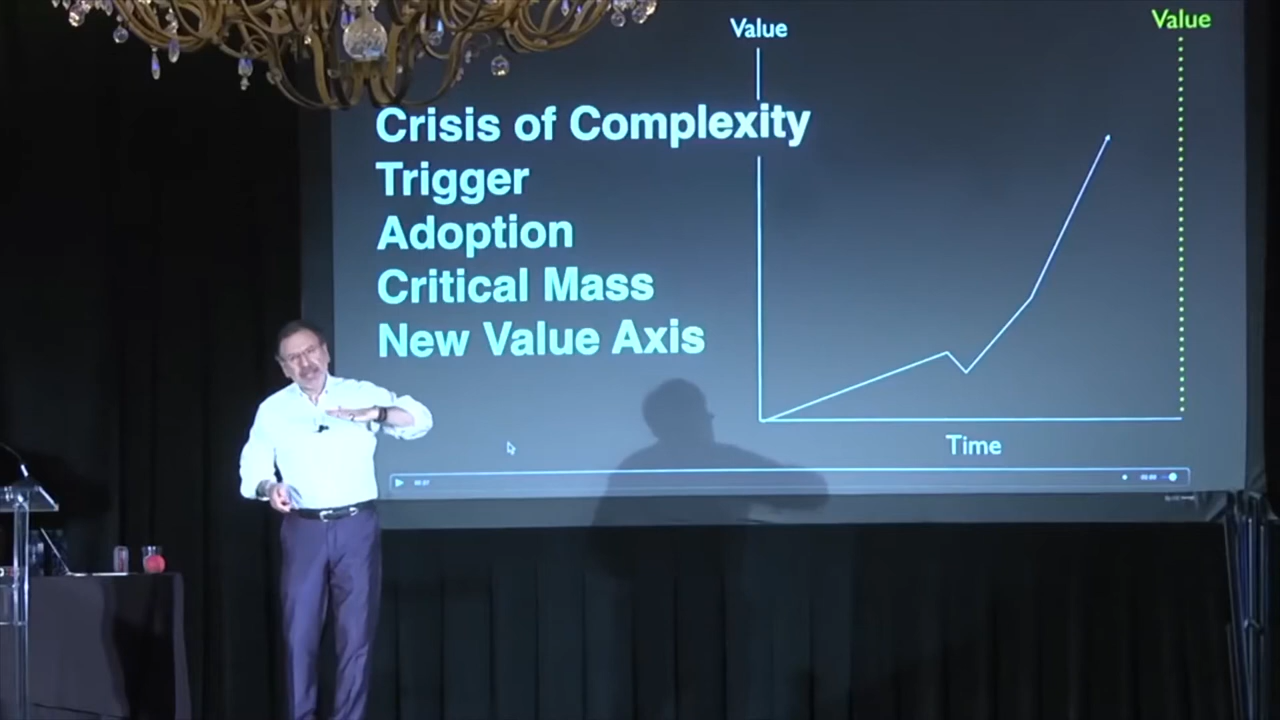 Value
Value
Crisis of Complexity
Trigger
Adoption
Critical Mass
New Value Axis
Time